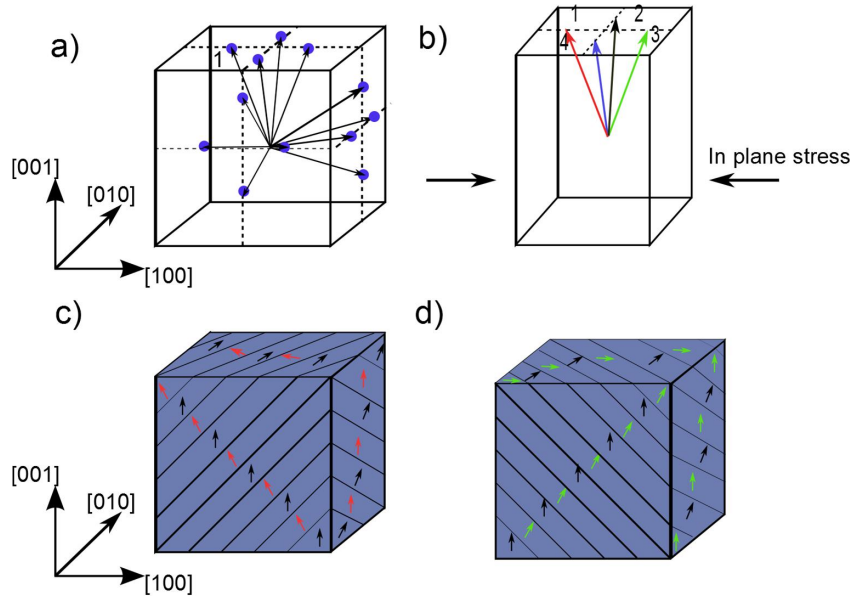 a)
1
[001]
[010]
[100]
b)
1
2
3
4
In plane stress
c)
[001]
[010]
[100]
d)